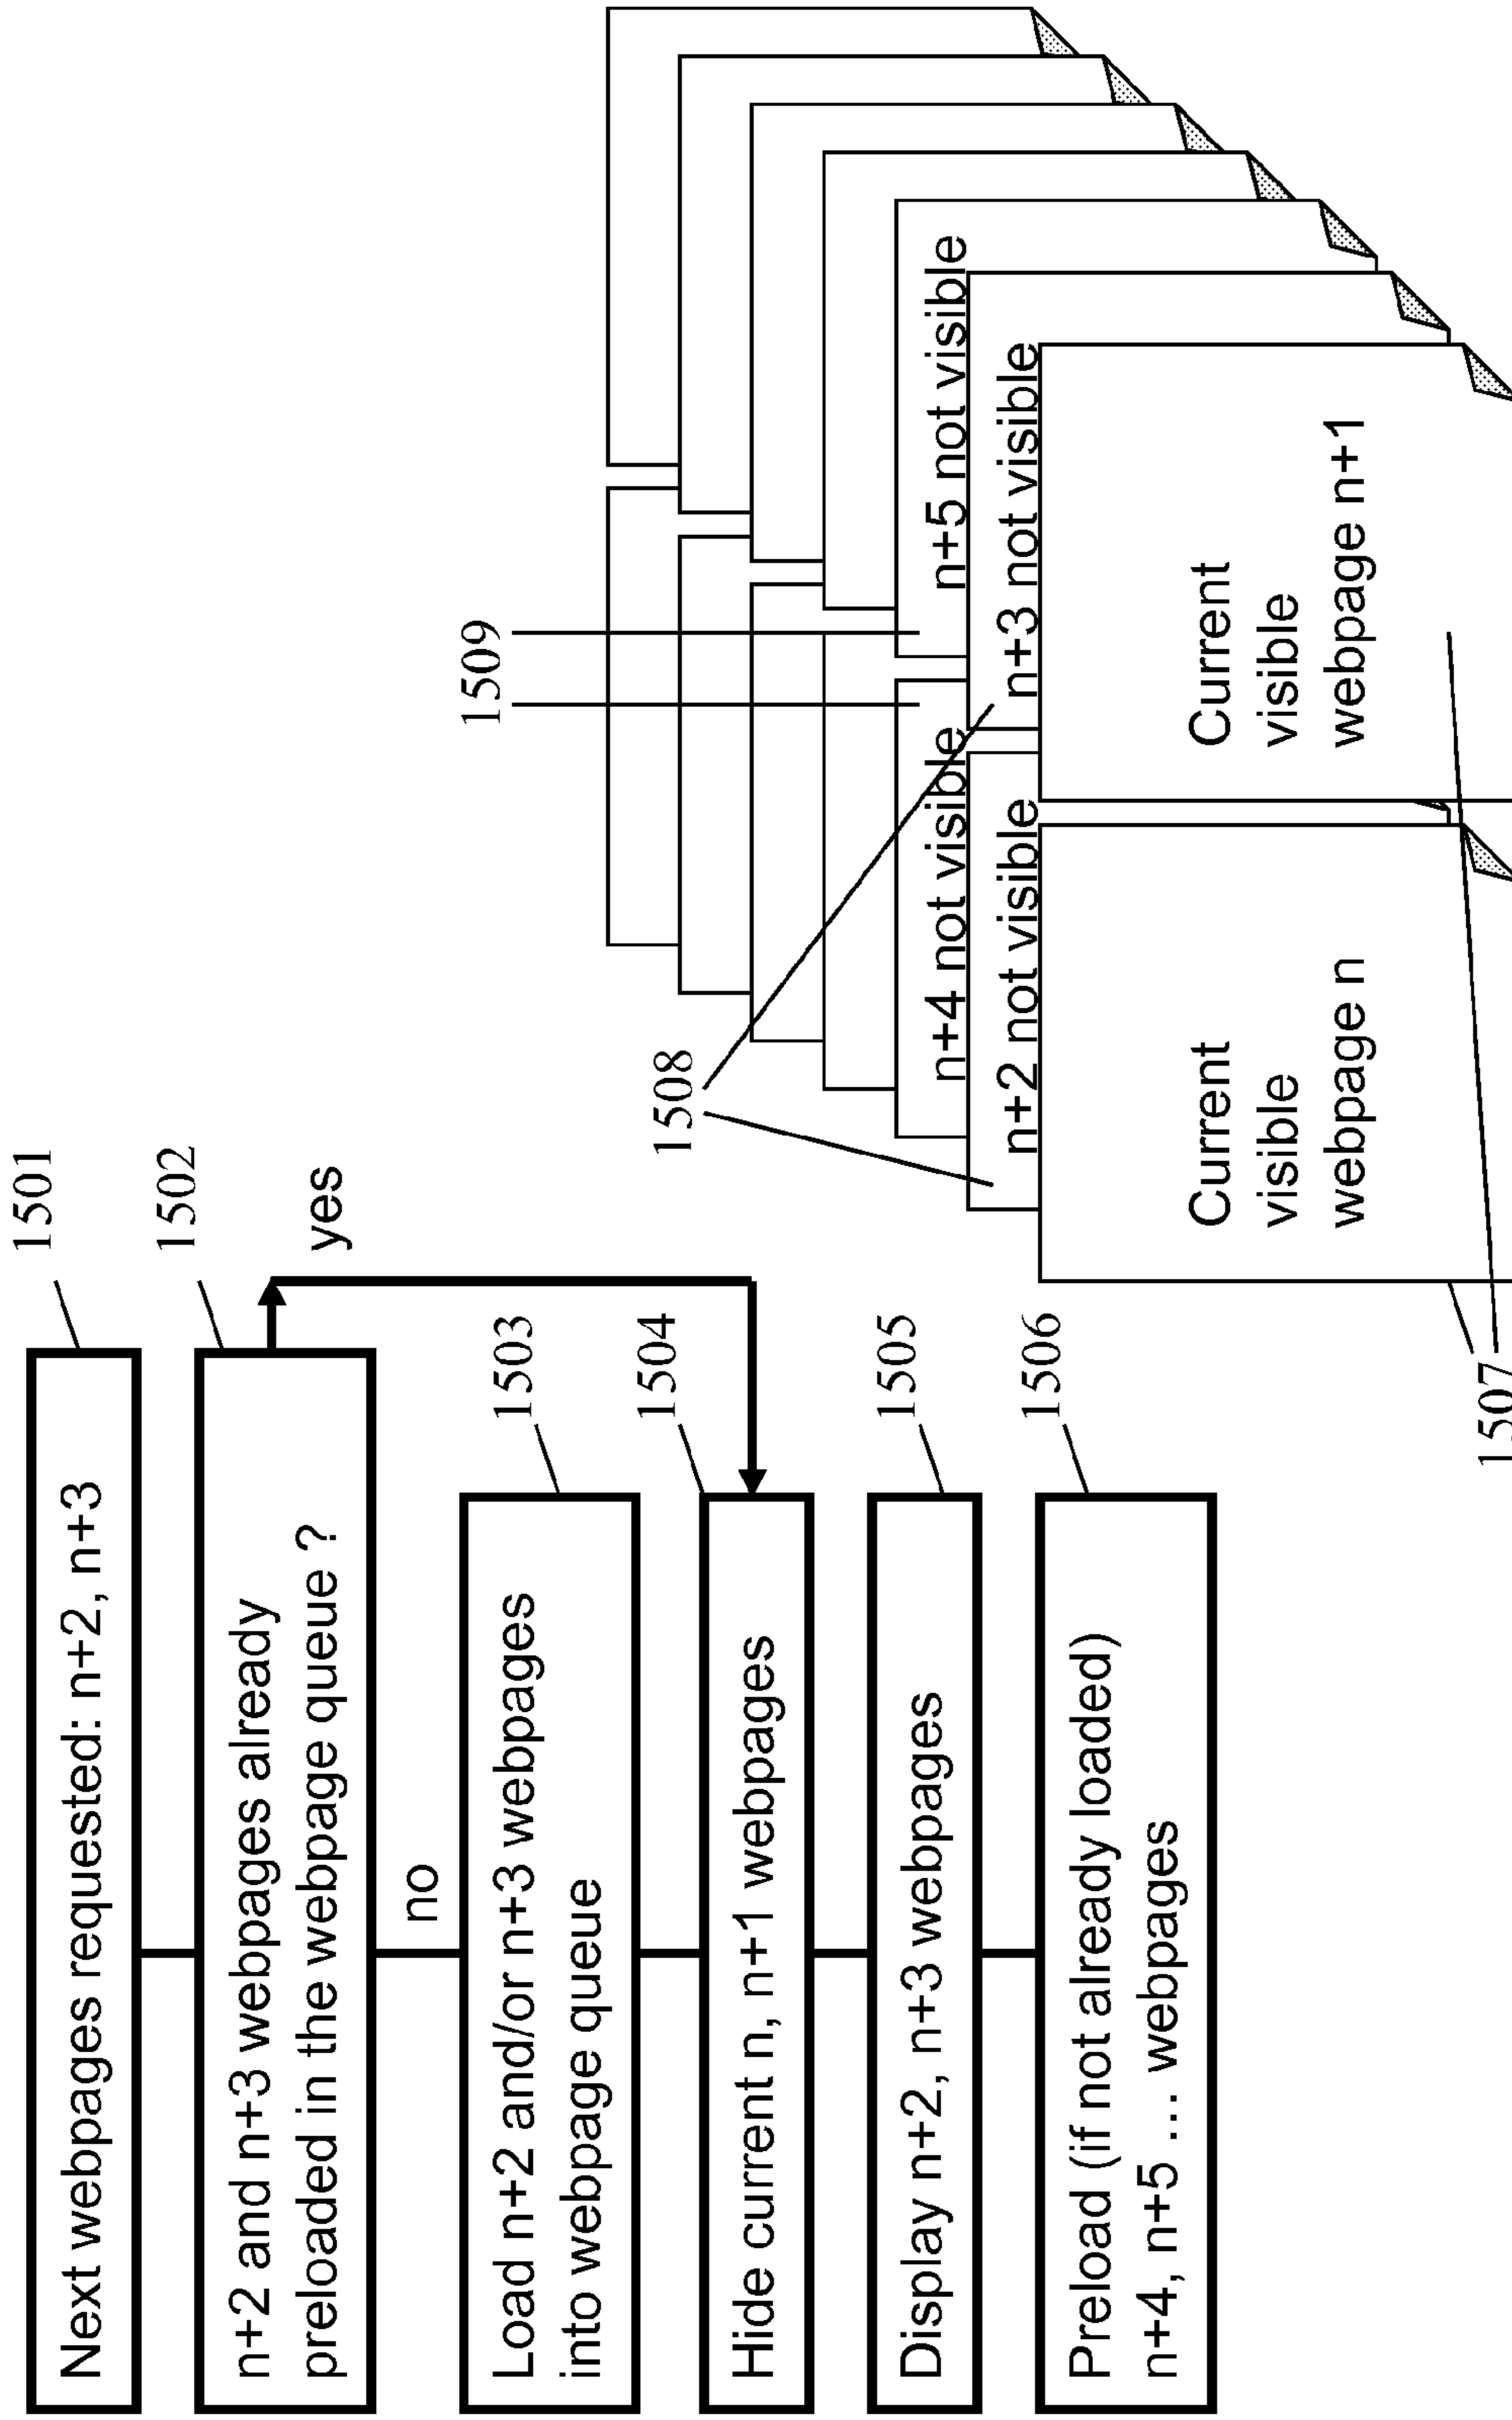 Next webpages requested: n+2, n+3
1501
n+2 and n+3 webpages already
preloaded in the webpage queue ?
1502
yes
no
Load n+2 and/or n+3 webpages
into webpage queue
1503
Hide current n, n+1 webpages
1504
Display n+2, n+3 webpages
1505
Preload (if not already loaded)
n+4, n+5 ... webpages
1506
1509
1508
n+4 not visible
n+5 not visible
n+2 not visible
n+3 not visible
Current
visible
webpage n
Current
visible
webpage n+1
1507